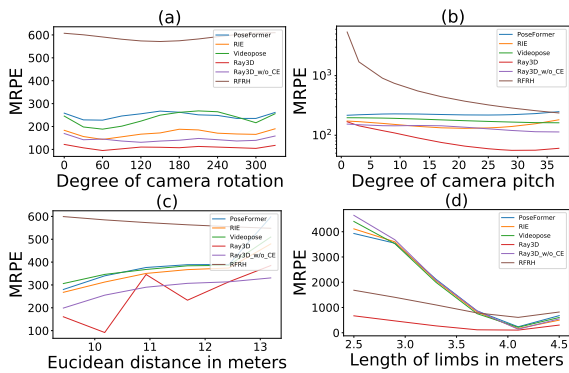 (a)
MRPE
600
500
400
300
200
100
0 60 120 180 240 300
Degree of camera rotation
PoseFormer
RIE
Videopose
Ray3D
Ray3D_w/o_CE
RFRH
(b)
MRPE
10³
10²
0 5 10 15 20 25 30 35
Degree of camera pitch
PoseFormer
RIE
Videopose
Ray3D
Ray3D_w/o_CE
RFRH
(c)
MRPE
600
500
400
300
200
100
10 11 12 13
Eucidean distance in meters
PoseFormer
RIE
Videopose
Ray3D
Ray3D_w/o_CE
RFRH
(d)
MRPE
4000
3000
2000
1000
0
2.5 3.0 3.5 4.0 4.5
Length of limbs in meters
PoseFormer
RIE
Videopose
Ray3D
Ray3D_w/o_CE
RFRH